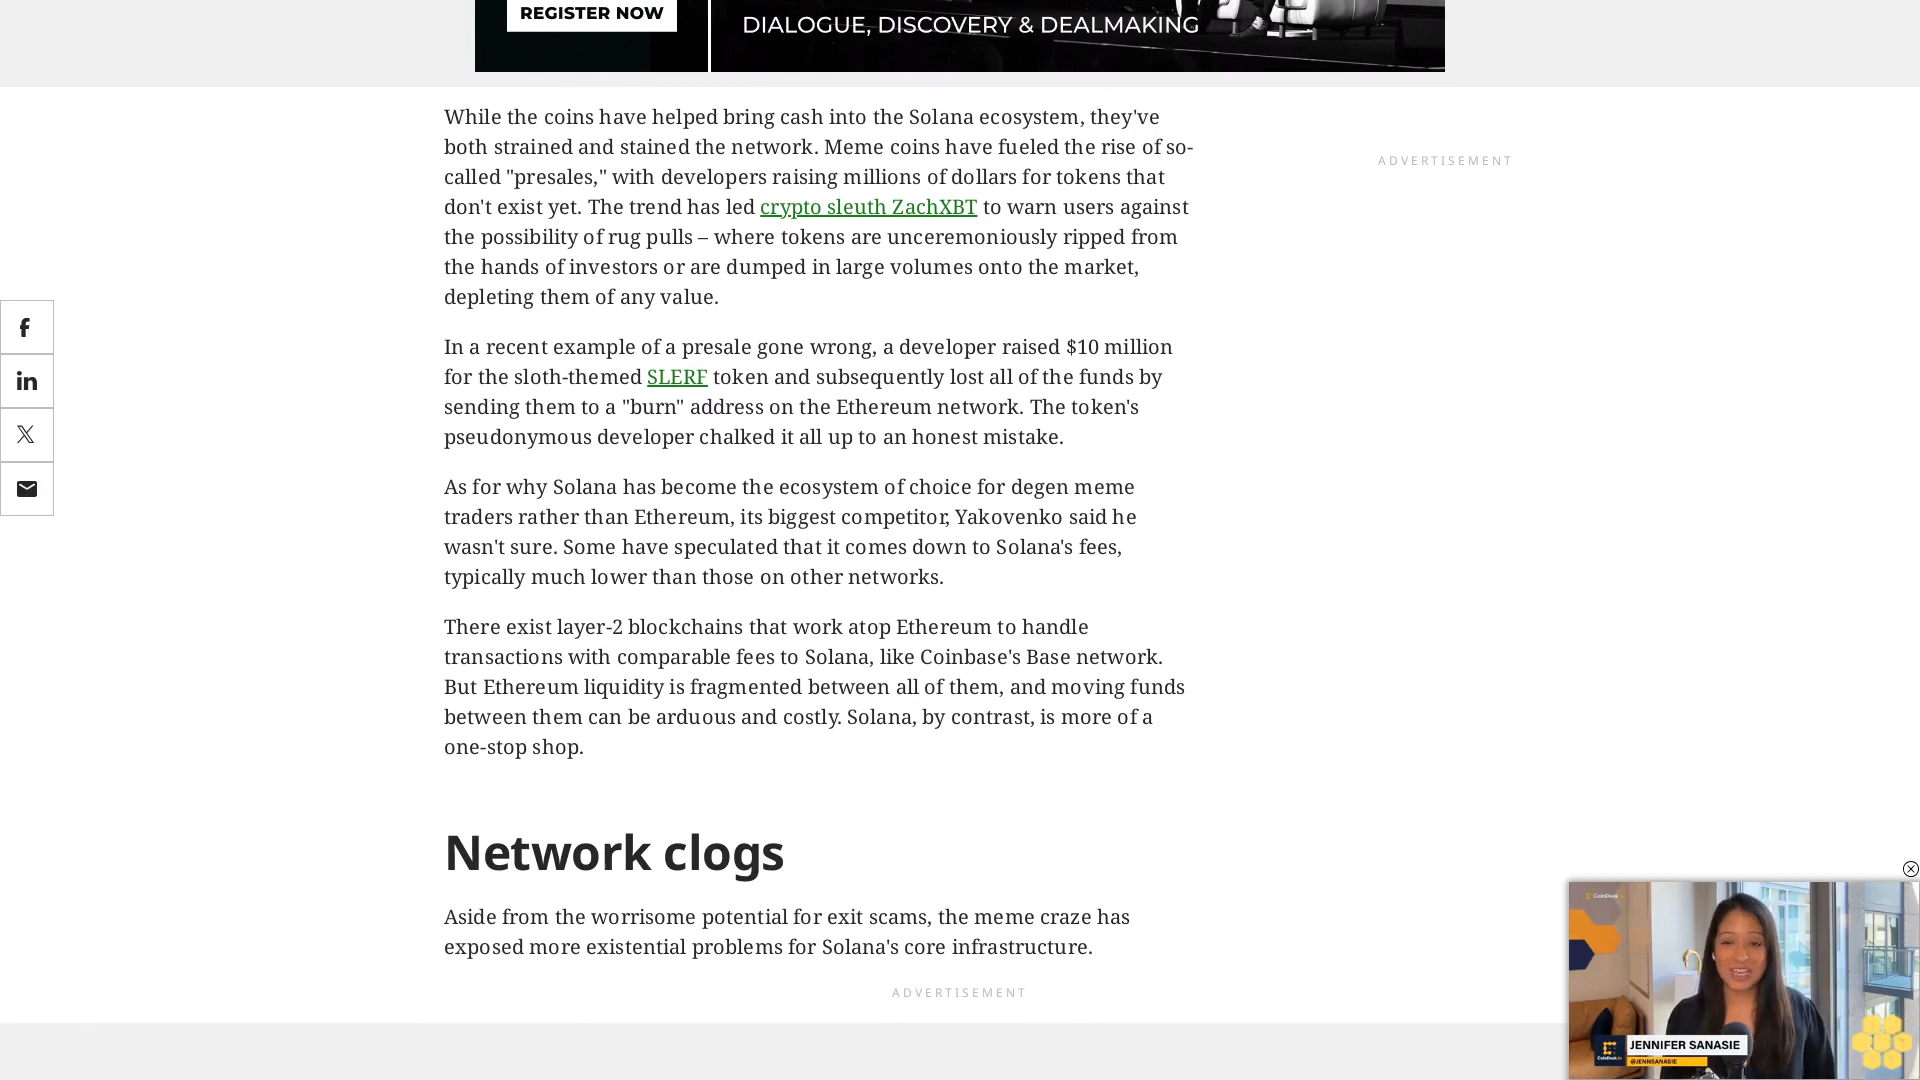 REGISTER NOW
DIALOGUE, DISCOVERY & DEALMAKING
While the coins have helped bring cash into the Solana ecosystem, they've
both strained and stained the network. Meme coins have fueled the rise of so-
called "presales," with developers raising millions of dollars for tokens that
don't exist yet. The trend has led crypto sleuth ZachXBT to warn users against
the possibility of rug pulls – where tokens are unceremoniously ripped from
the hands of investors or are dumped in large volumes onto the market,
depleting them of any value.
ADVERTISEMENT
In a recent example of a presale gone wrong, a developer raised $10 million
for the sloth-themed SLERF token and subsequently lost all of the funds by
sending them to a "burn" address on the Ethereum network. The token's
pseudonymous developer chalked it all up to an honest mistake.
As for why Solana has become the ecosystem of choice for degen meme
traders rather than Ethereum, its biggest competitor, Yakovenko said he
wasn't sure. Some have speculated that it comes down to Solana's fees,
typically much lower than those on other networks.
There exist layer-2 blockchains that work atop Ethereum to handle
transactions with comparable fees to Solana, like Coinbase's Base network.
But Ethereum liquidity is fragmented between all of them, and moving funds
between them can be arduous and costly. Solana, by contrast, is more of a
one-stop shop.
Network clogs
Aside from the worrisome potential for exit scams, the meme craze has
exposed more existential problems for Solana's core infrastructure.
ADVERTISEMENT
CoinDesk
JENNIFER SANASIE
@JENNSANASIE